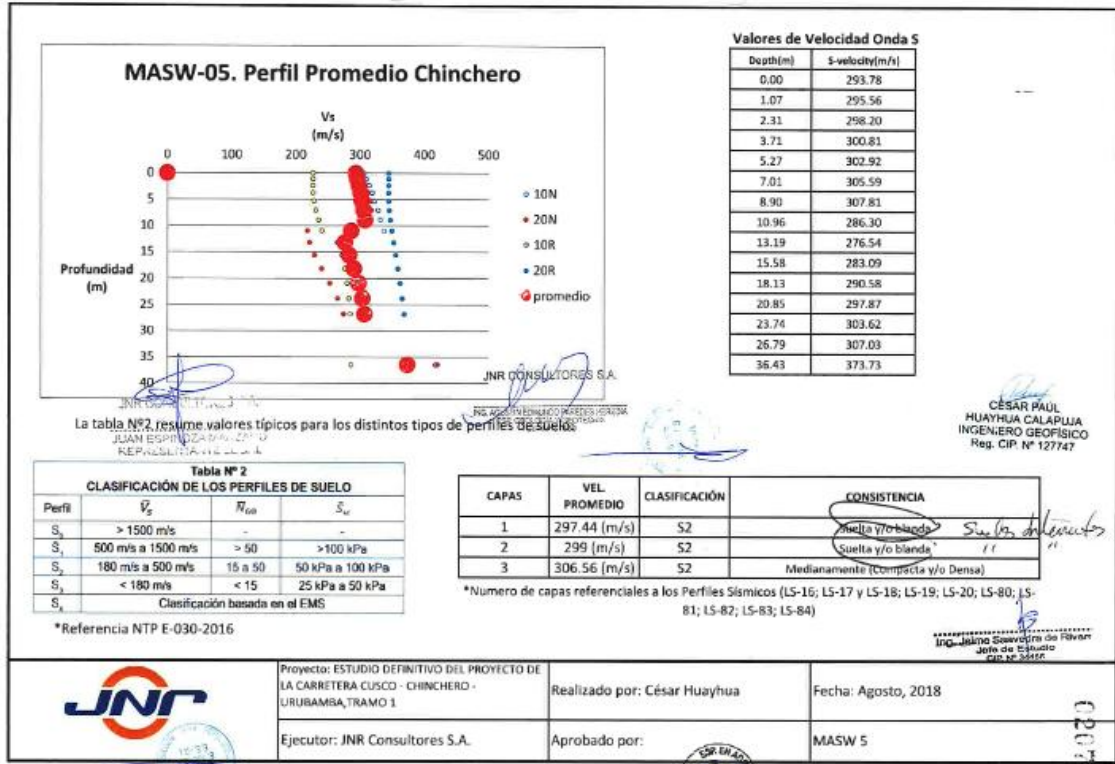 MASW-05. Perfil Promedio Chinchero
Vs
(m/s)
0 100 200 300 400 500
0
5
10
15
20
25
30
35
40
Profundidad
(m)
10N
20N
10R
20R
promedio
Valores de Velocidad Onda S
Depth(m) S-velocity(m/s)
0.00 293.78
1.07 295.56
2.31 298.20
3.71 300.81
5.27 302.92
7.01 305.59
8.90 307.81
10.96 286.30
13.19 276.54
15.58 283.09
18.13 290.58
20.85 297.87
23.74 303.62
26.79 307.03
36.43 373.73
JNR CONSULTORES S.A.
CÉSAR PAÚL
HUAYHUA CALAPUJA
INGENIERO GEOFÍSICO
Reg. CIP. N° 127747
La tabla Nº2 resume valores típicos para los distintos tipos de perfiles de suelo.
Tabla Nº 2
CLASIFICACIÓN DE LOS PERFILES DE SUELO
Perfil V̅s N̅60 S̅u
S0 > 1500 m/s - -
S1 500 m/s a 1500 m/s > 50 >100 kPa
S2 180 m/s a 500 m/s 15 a 50 50 kPa a 100 kPa
S3 < 180 m/s < 15 25 kPa a 50 kPa
S4 Clasificación basada en el EMS
*Referencia NTP E-030-2016
CAPAS VEL. PROMEDIO CLASIFICACIÓN CONSISTENCIA
1 297.44 (m/s) S2 Suelta y/o blanda
2 299 (m/s) S2 Suelta y/o blanda
3 306.56 (m/s) S2 Medianamente (Compacta y/o Densa)
*Numero de capas referenciales a los Perfiles Sísmicos (LS-16; LS-17 y LS-18; LS-19; LS-20; LS-80; LS-
81; LS-82; LS-83; LS-84)
Jefe de Estudio
JNR
Proyecto: ESTUDIO DEFINITIVO DEL PROYECTO DE
LA CARRETERA CUSCO - CHINCHERO -
URUBAMBA,TRAMO 1
Realizado por: César Huayhua
Fecha: Agosto, 2018
Ejecutor: JNR Consultores S.A.
Aprobado por:
MASW 5